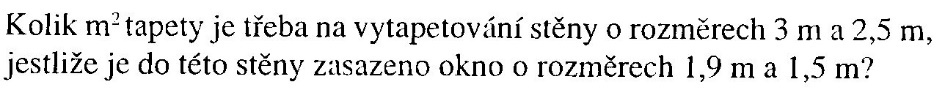 Kolik m² tapety je třeba na vytapetování stěny o rozměrech 3 m a 2,5 m,
jestliže je do této stěny zasazeno okno o rozměrech 1,9 m a 1,5 m?